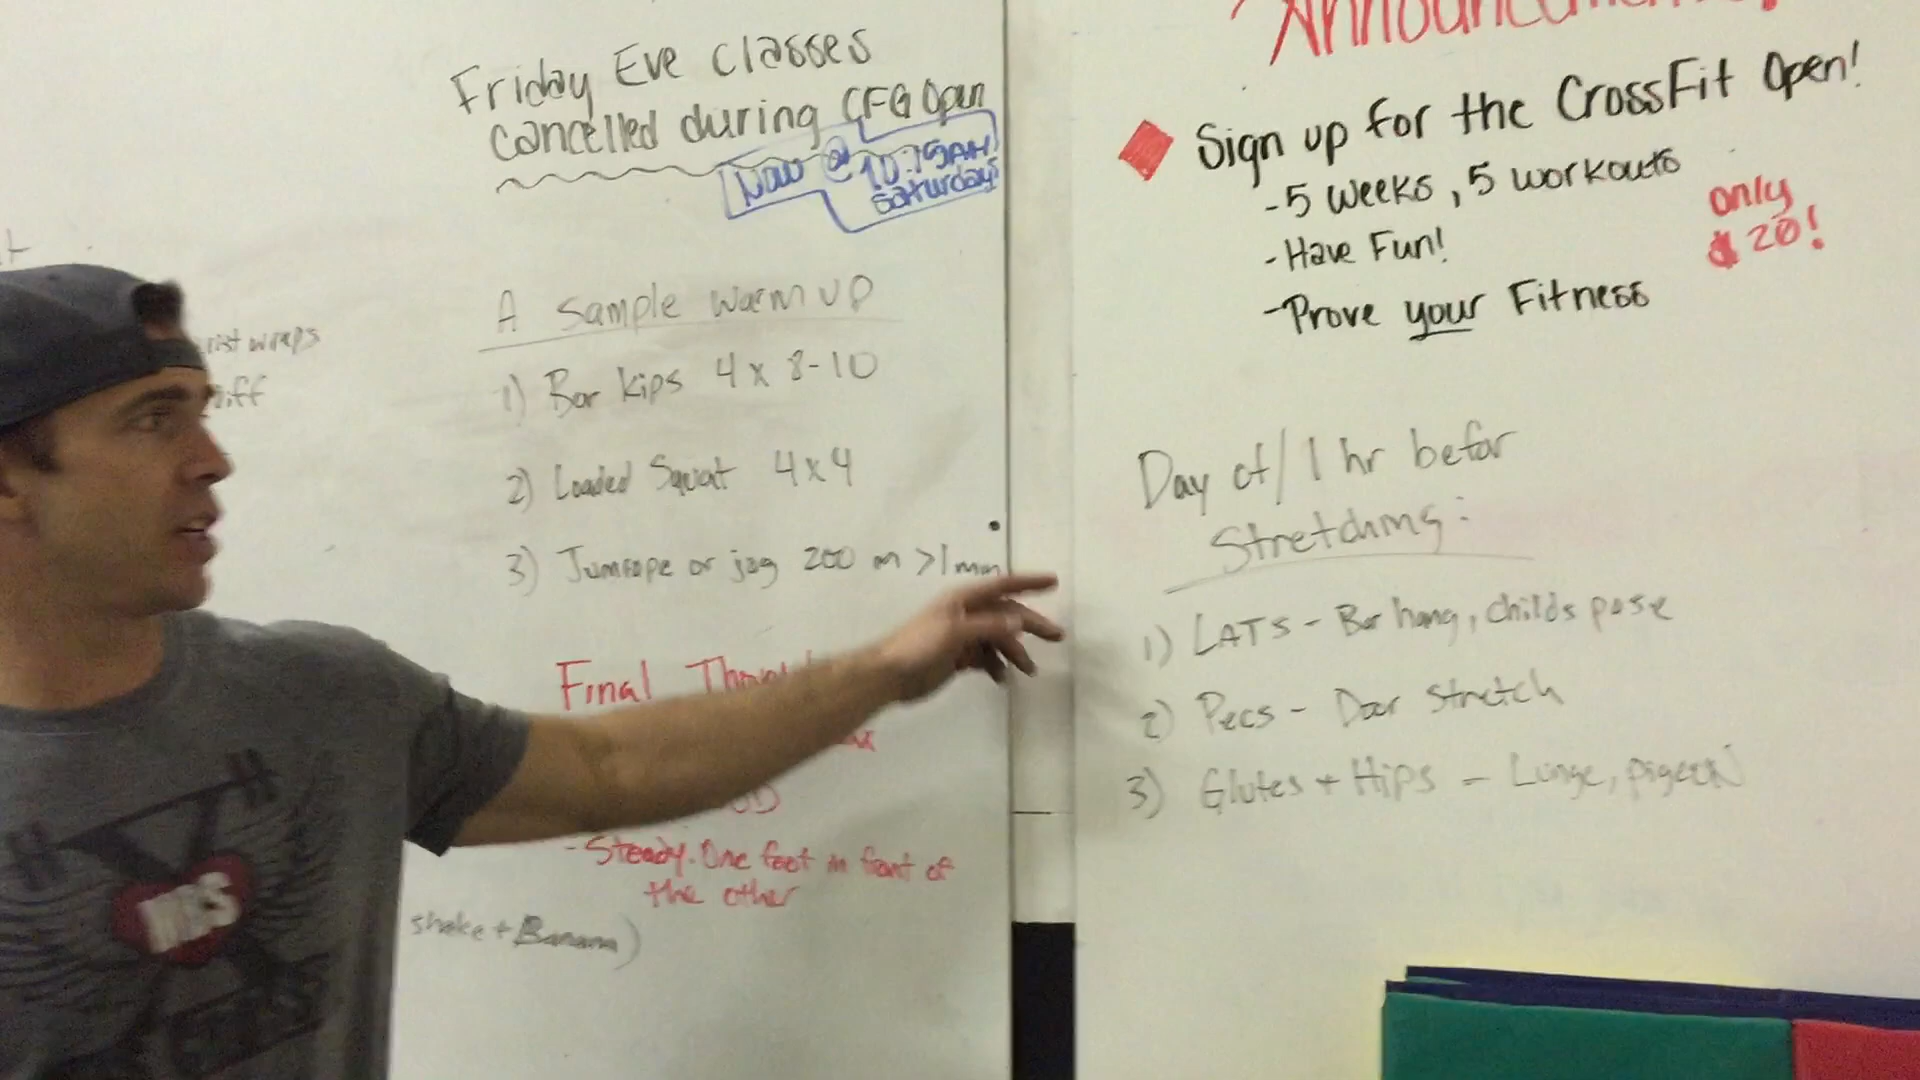 Friday Eve Classes
cancelled during CFG Open
Now @ 10:15AM
Saturdays
wraps
A Sample Warm up
1) Bar Kips 4 x 8-10
2) Loaded Squat 4 x 4
3) Jumrope or jog 200 m >1 min
Final
- Steady. One foot in front of
the other
shake + Banana)
Announcements!
Sign up for the CrossFit Open!
- 5 weeks, 5 workouts
only
$20!
- Have Fun!
- Prove your Fitness
Day of / 1 hr befor
Stretching:
1) LATS - Bar hang, childs pose
2) Pecs - Door Stretch
3) Glutes + Hips - Lunge, pigeon